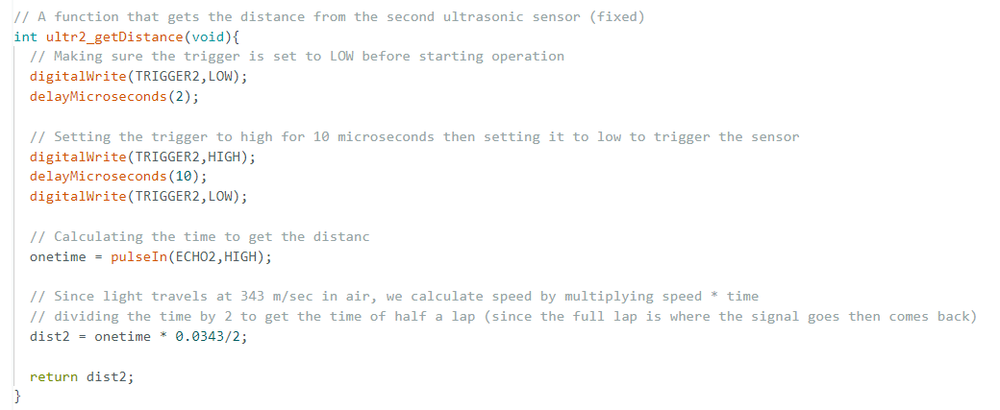 // A function that gets the distance from the second ultrasonic sensor (fixed)
int ultr2_getDistance(void){
  // Making sure the trigger is set to LOW before starting operation
  digitalWrite(TRIGGER2,LOW);
  delayMicroseconds(2);

  // Setting the trigger to high for 10 microseconds then setting it to low to trigger the sensor
  digitalWrite(TRIGGER2,HIGH);
  delayMicroseconds(10);
  digitalWrite(TRIGGER2,LOW);

  // Calculating the time to get the distanc
  onetime = pulseIn(ECHO2,HIGH);

  // Since light travels at 343 m/sec in air, we calculate speed by multiplying speed * time
  // dividing the time by 2 to get the time of half a lap (since the full lap is where the signal goes then comes back)
  dist2 = onetime * 0.0343/2;

  return dist2;
}